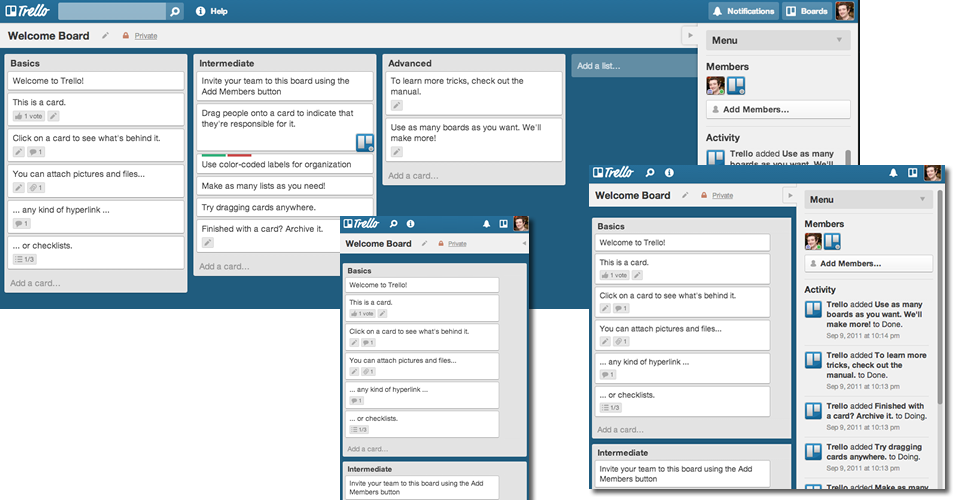 Trello
Help
Notifications
Boards
Welcome Board
Private
Basics
Welcome to Trello!
This is a card.
1 vote
Click on a card to see what's behind it.
1
You can attach pictures and files...
1
... any kind of hyperlink ...
1
... or checklists.
1/3
Add a card...
Intermediate
Invite your team to this board using the
Add Members button
Drag people onto a card to indicate that
they're responsible for it.
Use color-coded labels for organization
Make as many lists as you need!
Try dragging cards anywhere.
Finished with a card? Archive it.
Add a card...
Advanced
To learn more tricks, check out the
manual.
Use as many boards as you want. We'll
make more!
Add a card...
Add a list...
Menu
Members
Add Members...
Activity
Trello added Use as many
boards as you want. We'll
Trello
Welcome Board
Private
Basics
Welcome to Trello!
This is a card.
1 vote
Click on a card to see what's behind it.
1
You can attach pictures and files...
1
... any kind of hyperlink ...
1
... or checklists.
1/3
Add a card...
Intermediate
Invite your team to this board using the Add
Members button
Trello
Welcome Board
Private
Basics
Welcome to Trello!
This is a card.
1 vote
Click on a card to see what's behind it.
1
You can attach pictures and files...
1
... any kind of hyperlink ...
1
... or checklists.
1/3
Add a card...
Intermediate
Invite your team to this board using the Add
Members button
Menu
Members
Add Members...
Activity
Trello added Use as many
boards as you want. We'll
make more! to Done.
Sep 9, 2011 at 10:14 pm
Trello added To learn more
tricks, check out the
manual. to Done.
Sep 9, 2011 at 10:13 pm
Trello added Finished with
a card? Archive it. to Doing.
Sep 9, 2011 at 10:13 pm
Trello added Try dragging
cards anywhere. to Doing.
Sep 9, 2011 at 10:13 pm
Trello added Make as many